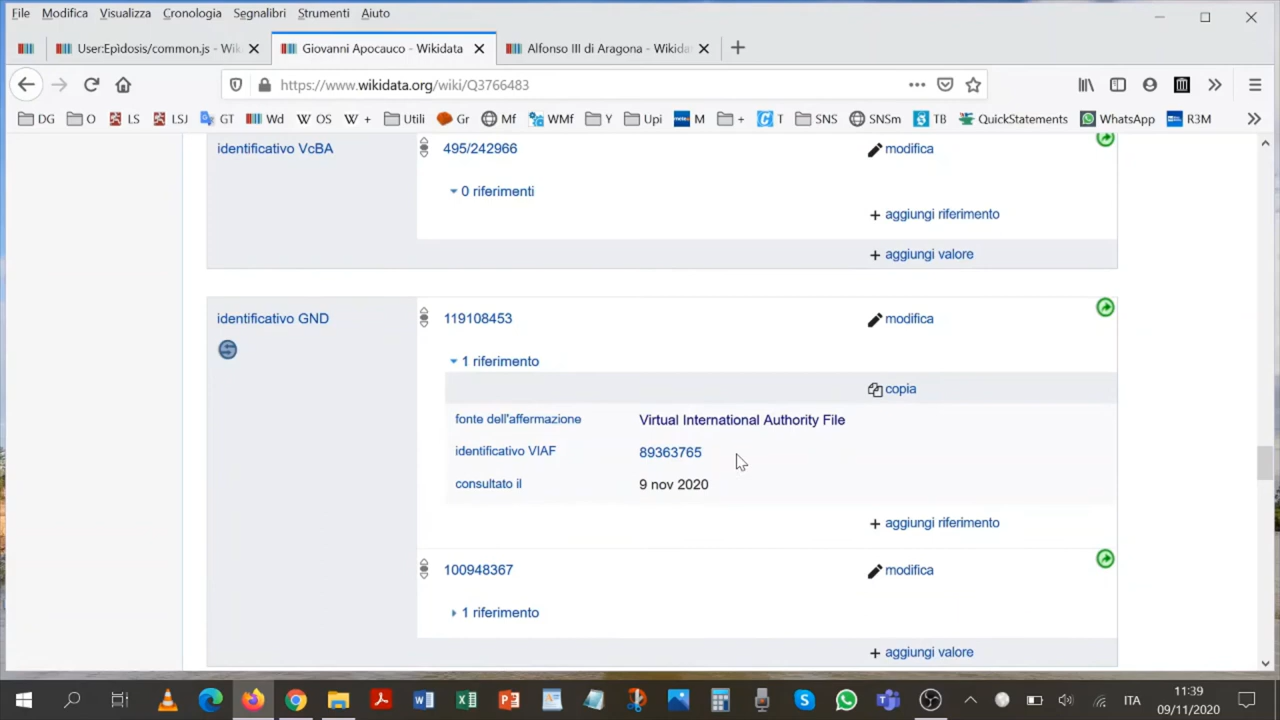 File Modifica Visualizza Cronologia Segnalibri Strumenti Aiuto
User:Epìdosis/common.js - Wik Giovanni Apocauco - Wikidata Alfonso III di Aragona - Wikida
https://www.wikidata.org/wiki/Q3766483
DG O LS LSJ GT Wd OS + Utili Gr Mf WMf Y Upi M + T SNS SNSm TB QuickStatements WhatsApp R3M
identificativo VcBA 495/242966 modifica
0 riferimenti
+ aggiungi riferimento
+ aggiungi valore
identificativo GND 119108453 modifica
1 riferimento
copia
fonte dell'affermazione Virtual International Authority File
identificativo VIAF 89363765
consultato il 9 nov 2020
+ aggiungi riferimento
100948367 modifica
1 riferimento
+ aggiungi valore
ITA 11:39
09/11/2020